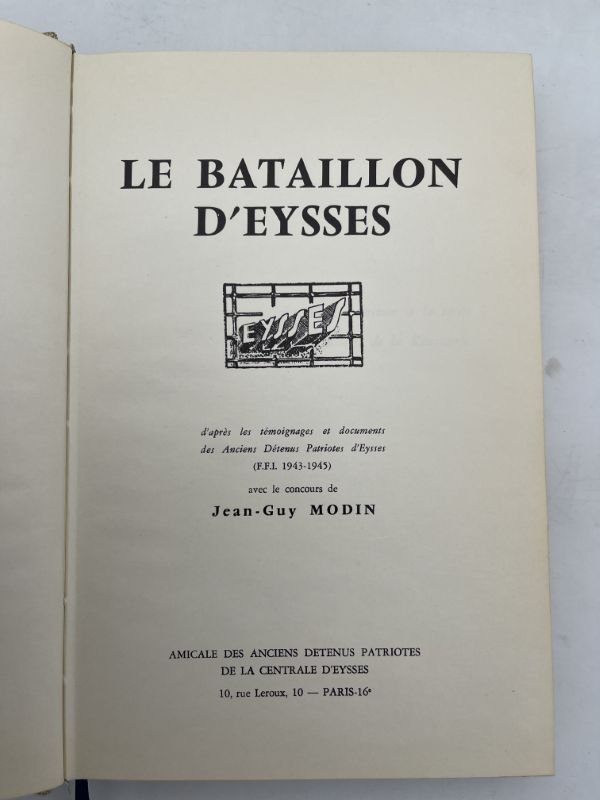 LE BATAILLON
D'EYSSES
EYSSES
d'après les témoignages et documents
des Anciens Détenus Patriotes d'Eysses
(F.F.I. 1943-1945)
avec le concours de
Jean-Guy MODIN
AMICALE DES ANCIENS DETENUS PATRIOTES
DE LA CENTRALE D'EYSSES
10, rue Leroux, 10 — PARIS-16e